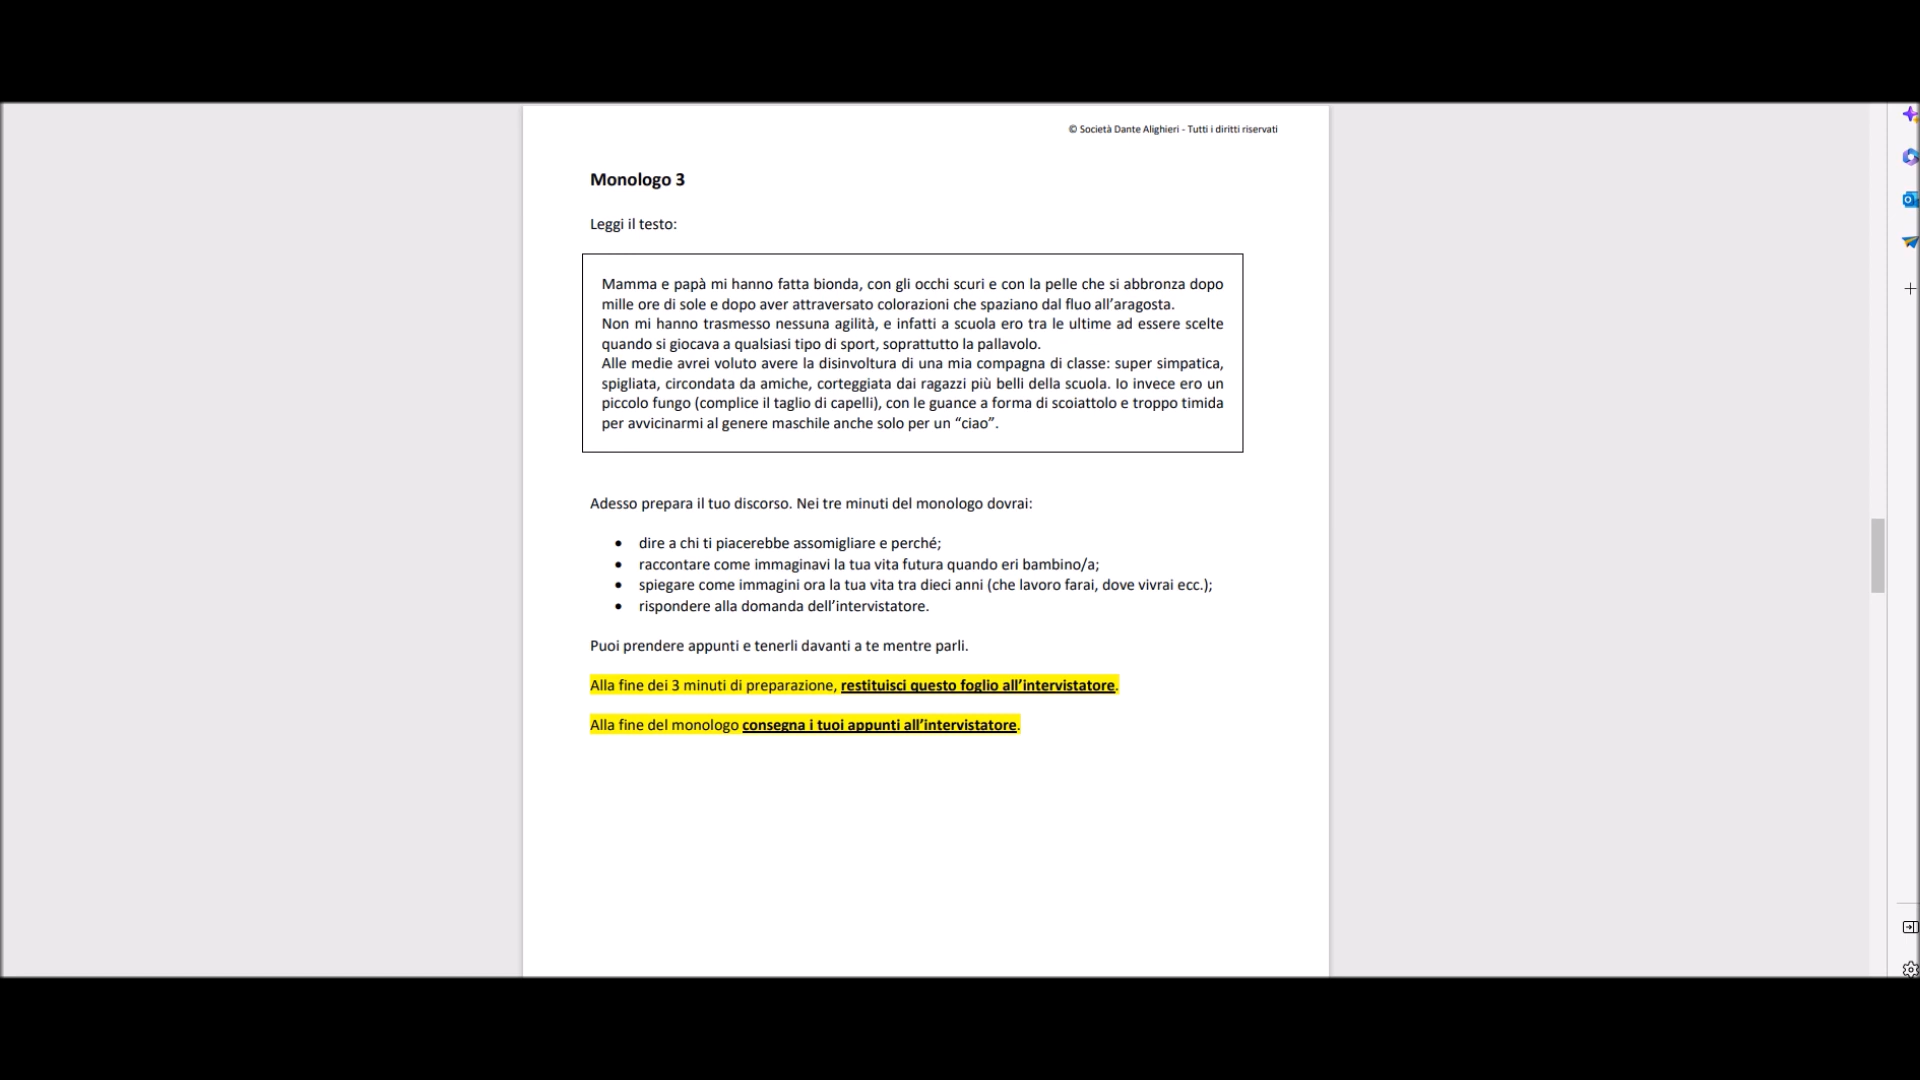 © Società Dante Alighieri - Tutti i diritti riservati
Monologo 3
Leggi il testo:
Mamma e papà mi hanno fatta bionda, con gli occhi scuri e con la pelle che si abbronza dopo
mille ore di sole e dopo aver attraversato colorazioni che spaziano dal fluo all’aragosta.
Non mi hanno trasmesso nessuna agilità, e infatti a scuola ero tra le ultime ad essere scelte
quando si giocava a qualsiasi tipo di sport, soprattutto la pallavolo.
Alle medie avrei voluto avere la disinvoltura di una mia compagna di classe: super simpatica,
spigliata, circondata da amiche, corteggiata dai ragazzi più belli della scuola. Io invece ero un
piccolo fungo (complice il taglio di capelli), con le guance a forma di scoiattolo e troppo timida
per avvicinarmi al genere maschile anche solo per un “ciao”.
Adesso prepara il tuo discorso. Nei tre minuti del monologo dovrai:
• dire a chi ti piacerebbe assomigliare e perché;
• raccontare come immaginavi la tua vita futura quando eri bambino/a;
• spiegare come immagini ora la tua vita tra dieci anni (che lavoro farai, dove vivrai ecc.);
• rispondere alla domanda dell’intervistatore.
Puoi prendere appunti e tenerli davanti a te mentre parli.
Alla fine dei 3 minuti di preparazione, restituisci questo foglio all’intervistatore.
Alla fine del monologo consegna i tuoi appunti all’intervistatore.